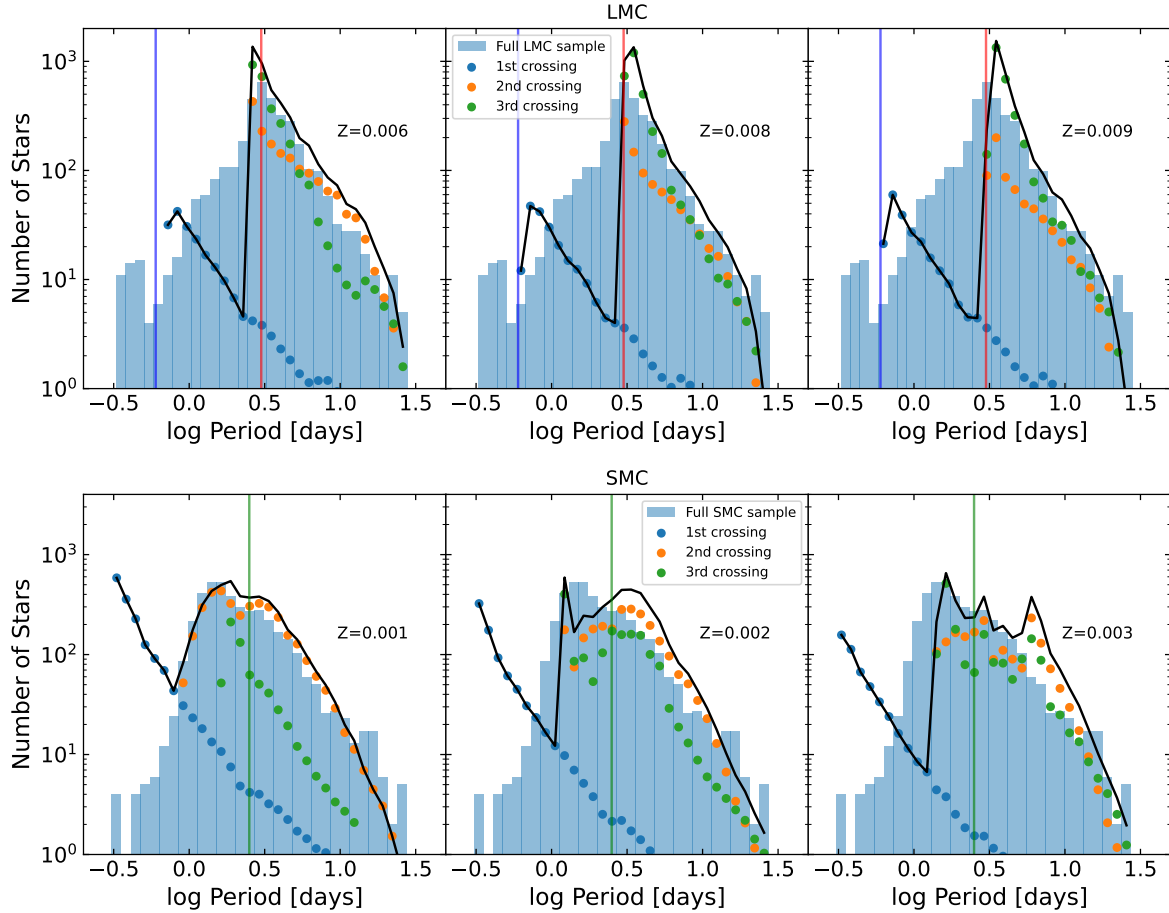 LMC
Number of Stars
10³
10²
10¹
10⁰
Full LMC sample
1st crossing
2nd crossing
3rd crossing
Z=0.006
Z=0.008
Z=0.009
−0.5 0.0 0.5 1.0 1.5
−0.5 0.0 0.5 1.0 1.5
−0.5 0.0 0.5 1.0 1.5
log Period [days]
log Period [days]
log Period [days]
SMC
Number of Stars
10³
10²
10¹
10⁰
Full SMC sample
1st crossing
2nd crossing
3rd crossing
Z=0.001
Z=0.002
Z=0.003
−0.5 0.0 0.5 1.0 1.5
−0.5 0.0 0.5 1.0 1.5
−0.5 0.0 0.5 1.0 1.5
log Period [days]
log Period [days]
log Period [days]